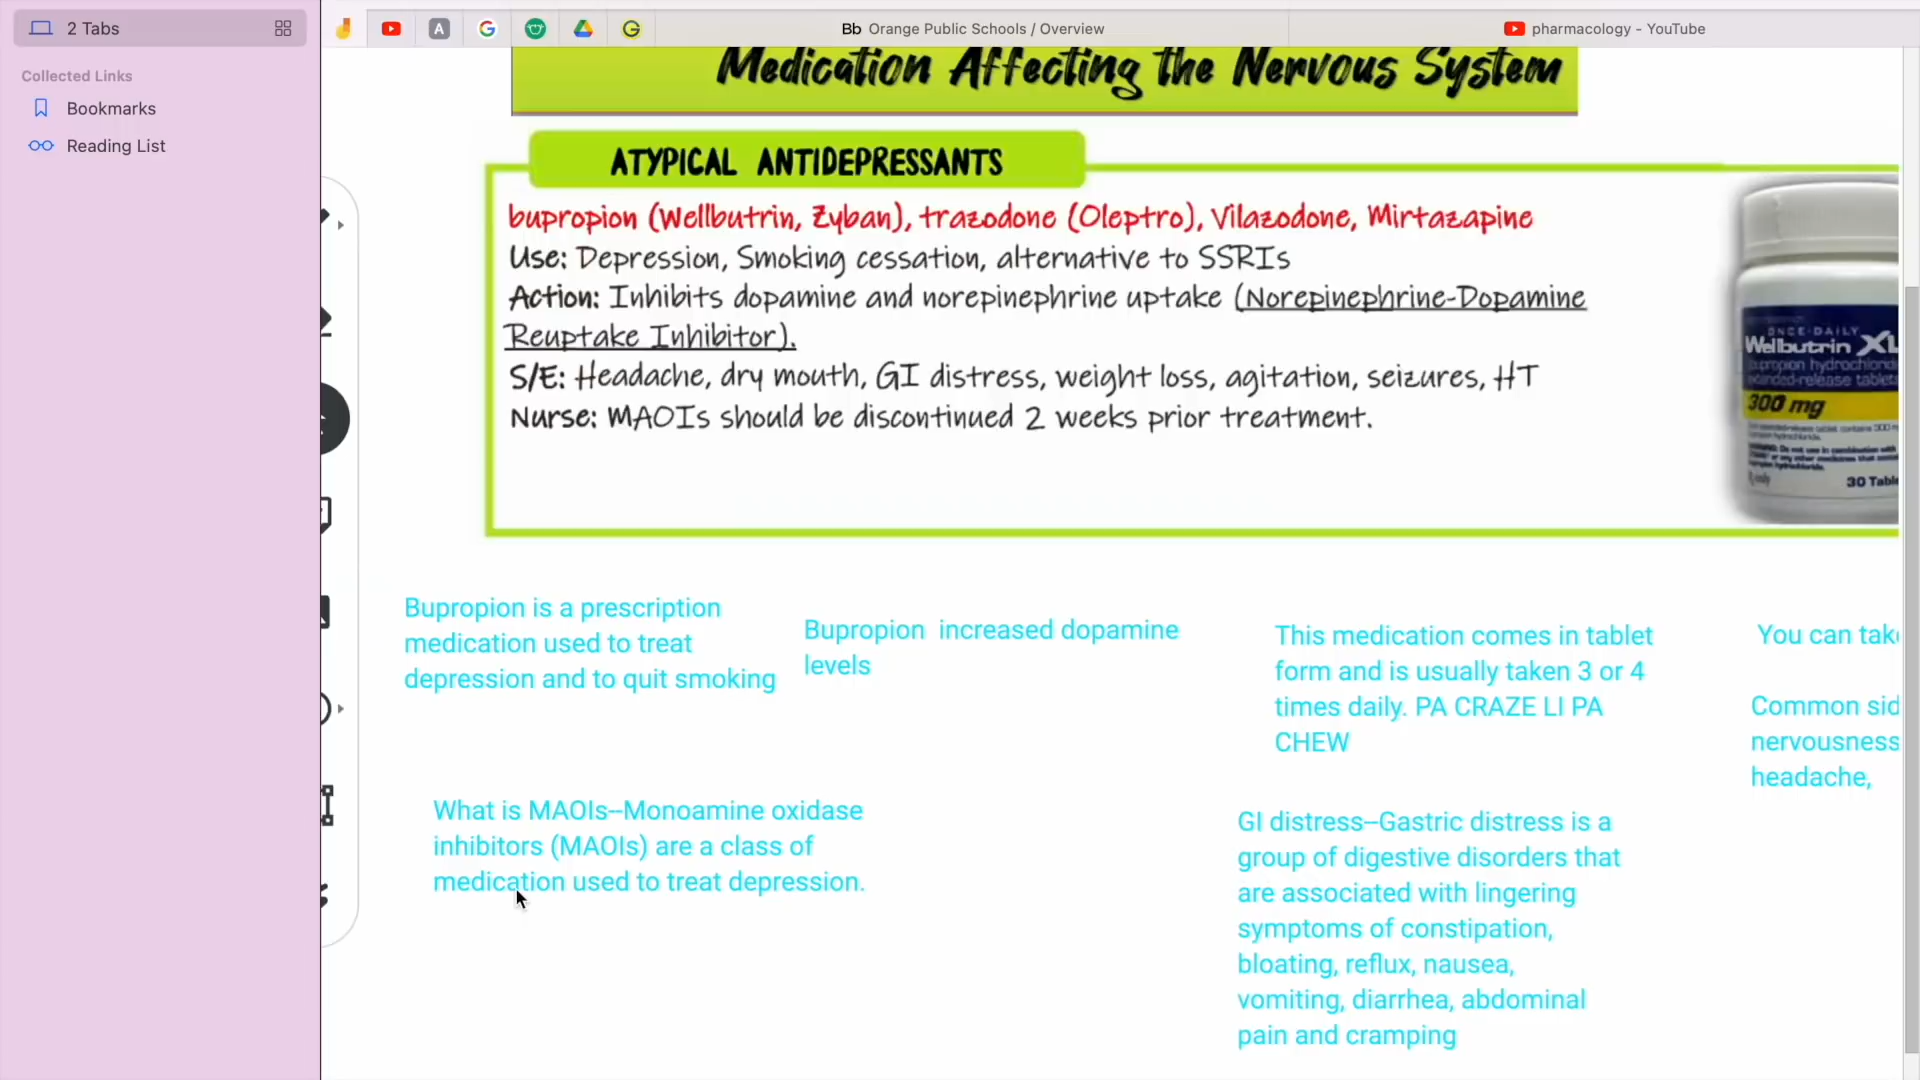 2 Tabs
Collected Links
Bookmarks
Reading List
A
Bb Orange Public Schools / Overview
pharmacology - YouTube
Medication Affecting the Nervous System
ATYPICAL ANTIDEPRESSANTS
bupropion (Wellbutrin, Zyban), trazodone (Oleptro), Vilazodone, Mirtazapine
Use: Depression, Smoking cessation, alternative to SSRIs
Action: Inhibits dopamine and norepinephrine uptake (Norepinephrine-Dopamine
Reuptake Inhibitor).
S/E: Headache, dry mouth, GI distress, weight loss, agitation, seizures, HT
Nurse: MAOIs should be discontinued 2 weeks prior treatment.
ONCE-DAILY
Wellbutrin XL
bupropion hydrochlorid
extended-release tablet
300 mg
30 Tabl
Bupropion is a prescription
medication used to treat
depression and to quit smoking
Bupropion increased dopamine
levels
This medication comes in tablet
form and is usually taken 3 or 4
times daily. PA CRAZE LI PA
CHEW
You can tak
Common sid
nervousness
headache,
What is MAOIs--Monoamine oxidase
inhibitors (MAOIs) are a class of
medication used to treat depression.
GI distress--Gastric distress is a
group of digestive disorders that
are associated with lingering
symptoms of constipation,
bloating, reflux, nausea,
vomiting, diarrhea, abdominal
pain and cramping